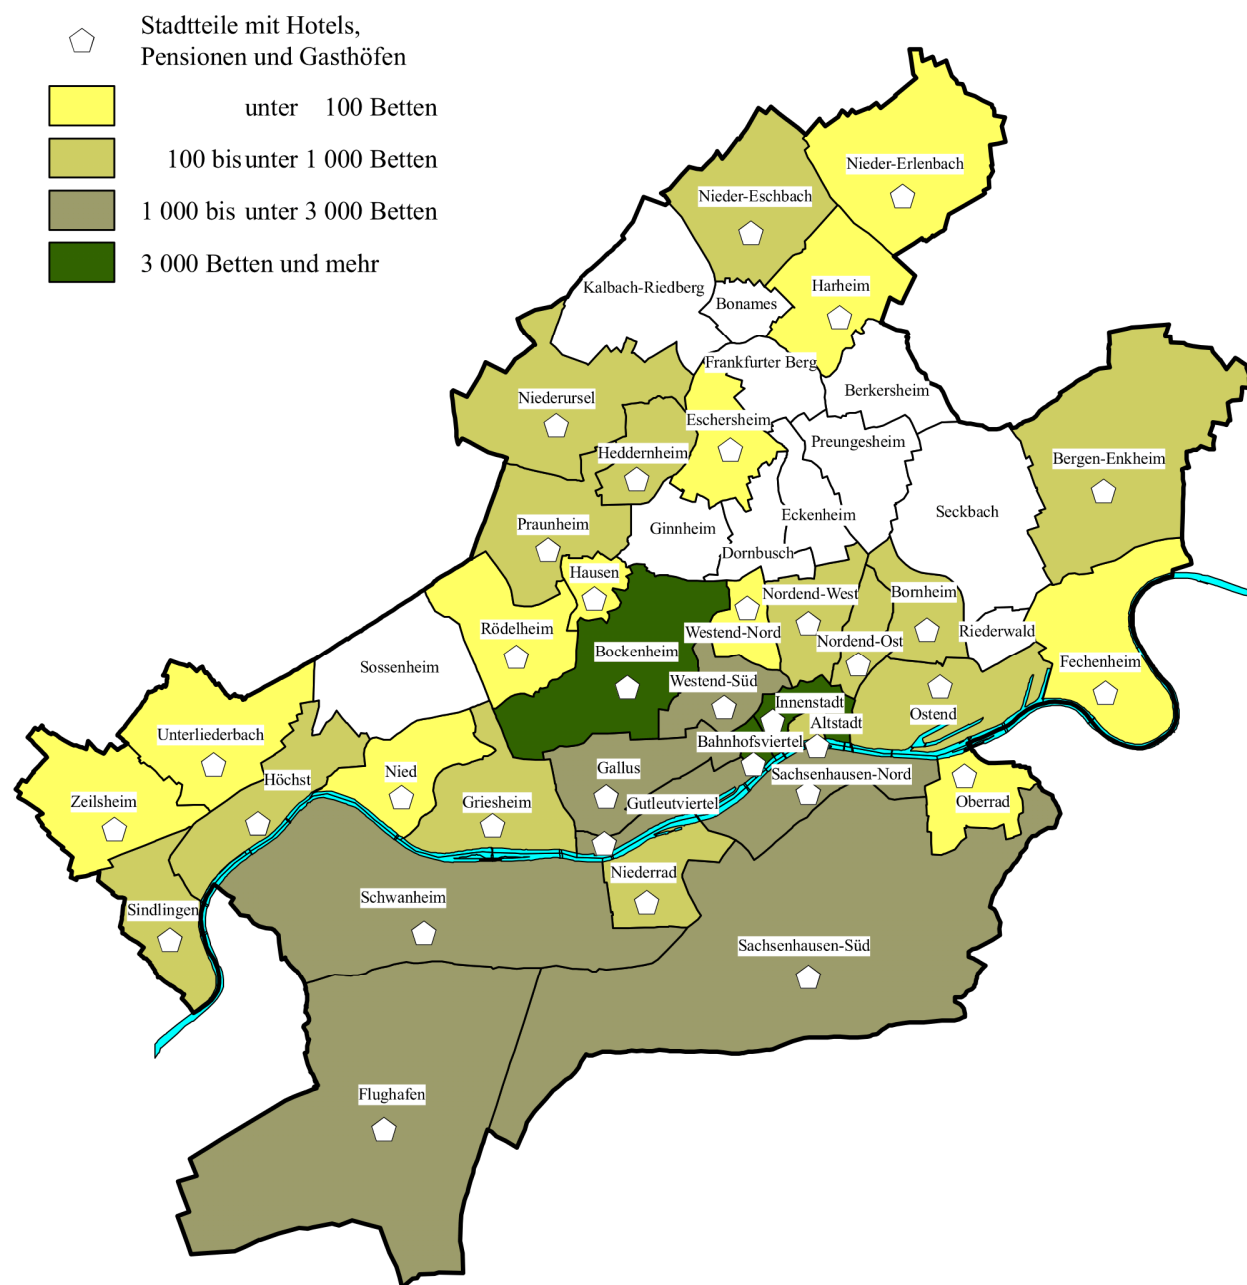 Stadtteile mit Hotels,
Pensionen und Gasthöfen
unter 100 Betten
100 bis unter 1 000 Betten
1 000 bis unter 3 000 Betten
3 000 Betten und mehr
Nieder-Erlenbach
Nieder-Eschbach
Kalbach-Riedberg
Harheim
Bonames
Frankfurter Berg
Berkersheim
Niederursel
Eschersheim
Preungesheim
Heddernheim
Bergen-Enkheim
Seckbach
Praunheim
Ginnheim
Eckenheim
Dornbusch
Hausen
Nordend-West
Bornheim
Rödelheim
Westend-Nord
Nordend-Ost
Riederwald
Bockenheim
Sossenheim
Fechenheim
Westend-Süd
Innenstadt
Ostend
Altstadt
Unterliederbach
Bahnhofsviertel
Gallus
Sachsenhausen-Nord
Nied
Höchst
Zeilsheim
Griesheim
Gutleutviertel
Oberrad
Niederrad
Schwanheim
Sindlingen
Sachsenhausen-Süd
Flughafen